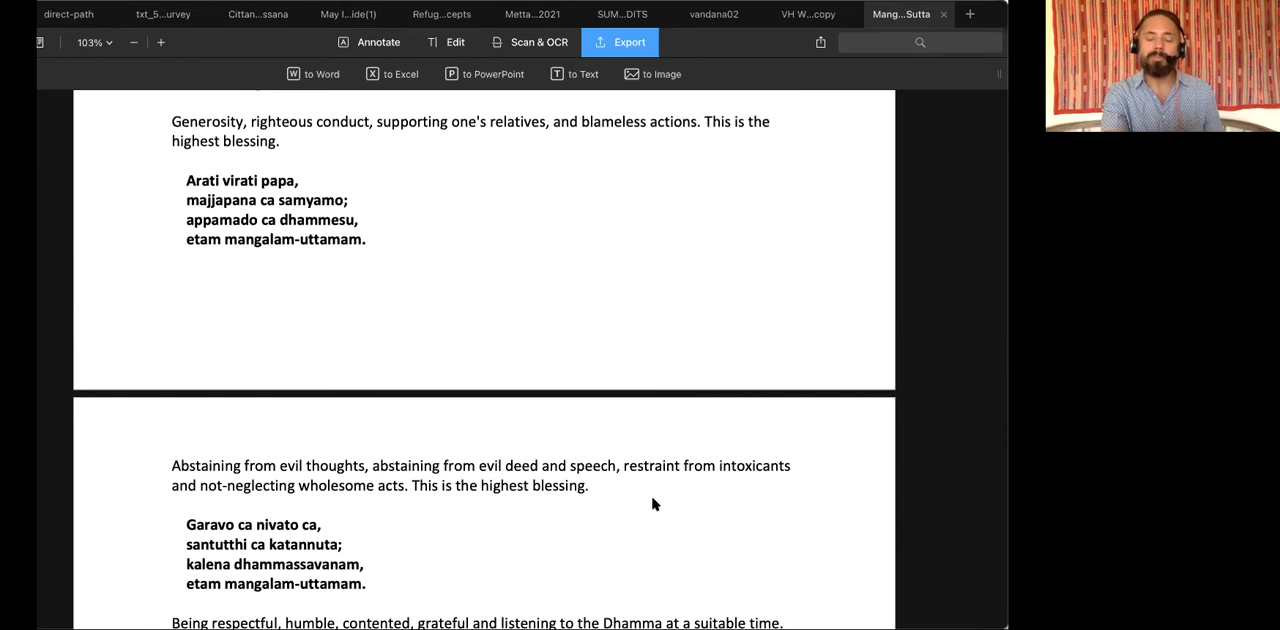 direct-path
txt_5...urvey
Cittan...ssana
May I...ide(1)
Refug...cepts
Metta...2021
SUM...DITS
vandana02
VH W...copy
Mang...Sutta
103%
Annotate
Edit
Scan & OCR
Export
to Word
to Excel
to PowerPoint
to Text
to Image
Generosity, righteous conduct, supporting one's relatives, and blameless actions. This is the
highest blessing.
Arati virati papa,
majjapana ca samyamo;
appamado ca dhammesu,
etam mangalam-uttamam.
Abstaining from evil thoughts, abstaining from evil deed and speech, restraint from intoxicants
and not-neglecting wholesome acts. This is the highest blessing.
Garavo ca nivato ca,
santutthi ca katannuta;
kalena dhammassavanam,
etam mangalam-uttamam.
Being respectful, humble, contented, grateful and listening to the Dhamma at a suitable time.